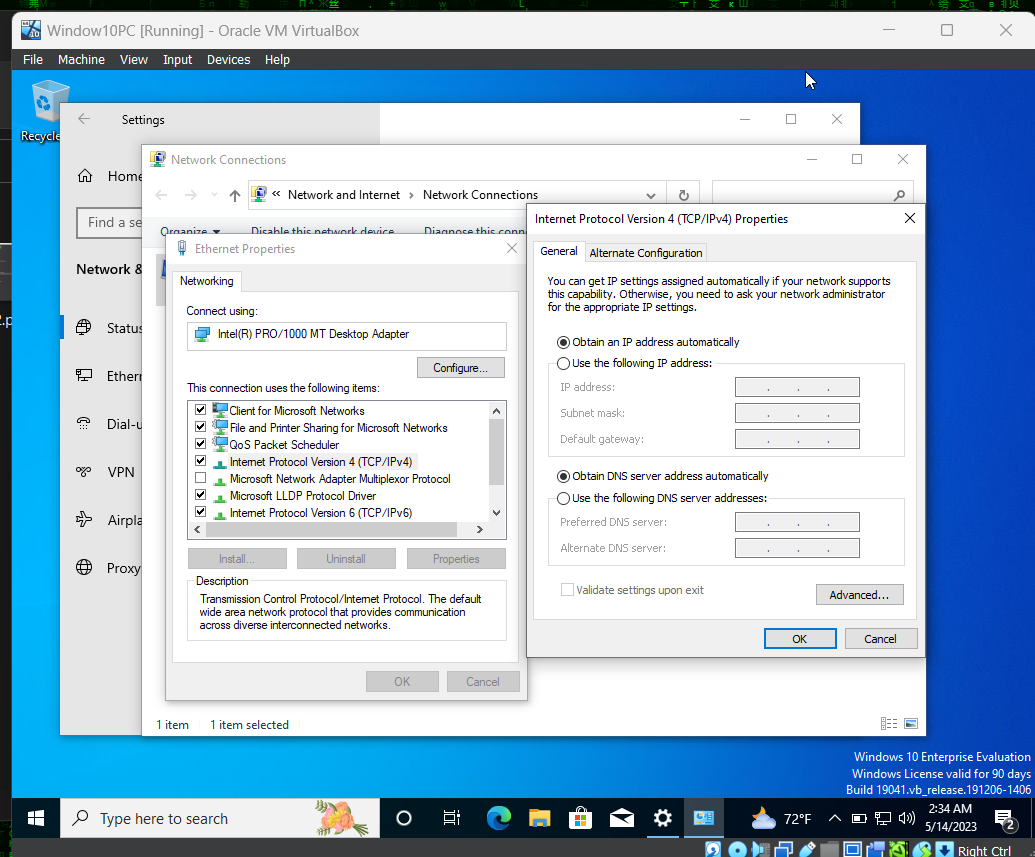 Window10PC [Running] - Oracle VM VirtualBox
File Machine View Input Devices Help
Recycle
Settings
Home
Find a se
Network &
Status
Ethern
Dial-u
VPN
Airpla
Proxy
Network Connections
« Network and Internet › Network Connections
Organize Disable this network device Diagnose this conn
1 item 1 item selected
Ethernet Properties
Networking
Connect using:
Intel(R) PRO/1000 MT Desktop Adapter
Configure...
This connection uses the following items:
Client for Microsoft Networks
File and Printer Sharing for Microsoft Networks
QoS Packet Scheduler
Internet Protocol Version 4 (TCP/IPv4)
Microsoft Network Adapter Multiplexor Protocol
Microsoft LLDP Protocol Driver
Internet Protocol Version 6 (TCP/IPv6)
Install... Uninstall Properties
Description
Transmission Control Protocol/Internet Protocol. The default
wide area network protocol that provides communication
across diverse interconnected networks.
OK Cancel
Internet Protocol Version 4 (TCP/IPv4) Properties
General Alternate Configuration
You can get IP settings assigned automatically if your network supports
this capability. Otherwise, you need to ask your network administrator
for the appropriate IP settings.
Obtain an IP address automatically
Use the following IP address:
IP address: . . .
Subnet mask: . . .
Default gateway: . . .
Obtain DNS server address automatically
Use the following DNS server addresses:
Preferred DNS server: . . .
Alternate DNS server: . . .
Validate settings upon exit
Advanced...
OK Cancel
Windows 10 Enterprise Evaluation
Windows License valid for 90 days
Build 19041.vb_release.191206-1406
Type here to search
72°F
2:34 AM
5/14/2023
2
Right Ctrl